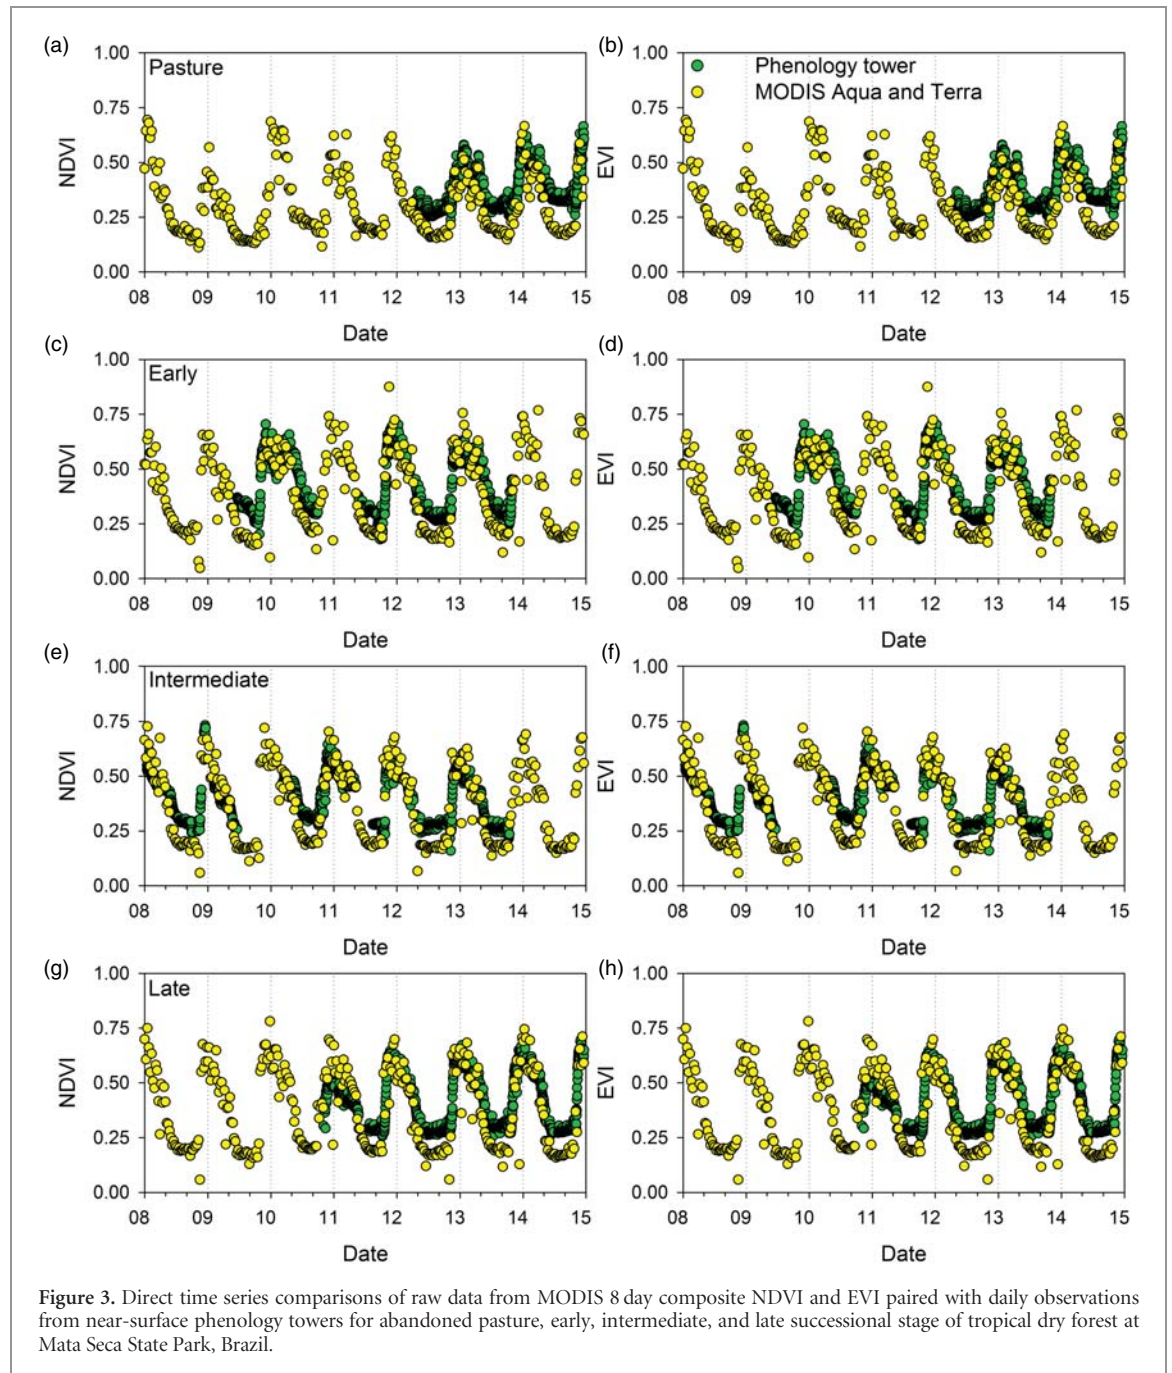 (a)
1.00
0.75
0.50
0.25
0.00
NDVI
Pasture
08 09 10 11 12 13 14 15
Date
(b)
1.00
0.75
0.50
0.25
0.00
EVI
Phenology tower
MODIS Aqua and Terra
08 09 10 11 12 13 14 15
Date
(c)
1.00
0.75
0.50
0.25
0.00
NDVI
Early
08 09 10 11 12 13 14 15
Date
(d)
1.00
0.75
0.50
0.25
0.00
EVI
08 09 10 11 12 13 14 15
Date
(e)
1.00
0.75
0.50
0.25
0.00
NDVI
Intermediate
08 09 10 11 12 13 14 15
Date
(f)
1.00
0.75
0.50
0.25
0.00
EVI
08 09 10 11 12 13 14 15
Date
(g)
1.00
0.75
0.50
0.25
0.00
NDVI
Late
08 09 10 11 12 13 14 15
Date
(h)
1.00
0.75
0.50
0.25
0.00
EVI
08 09 10 11 12 13 14 15
Date
Figure 3. Direct time series comparisons of raw data from MODIS 8 day composite NDVI and EVI paired with daily observations
from near-surface phenology towers for abandoned pasture, early, intermediate, and late successional stage of tropical dry forest at
Mata Seca State Park, Brazil.